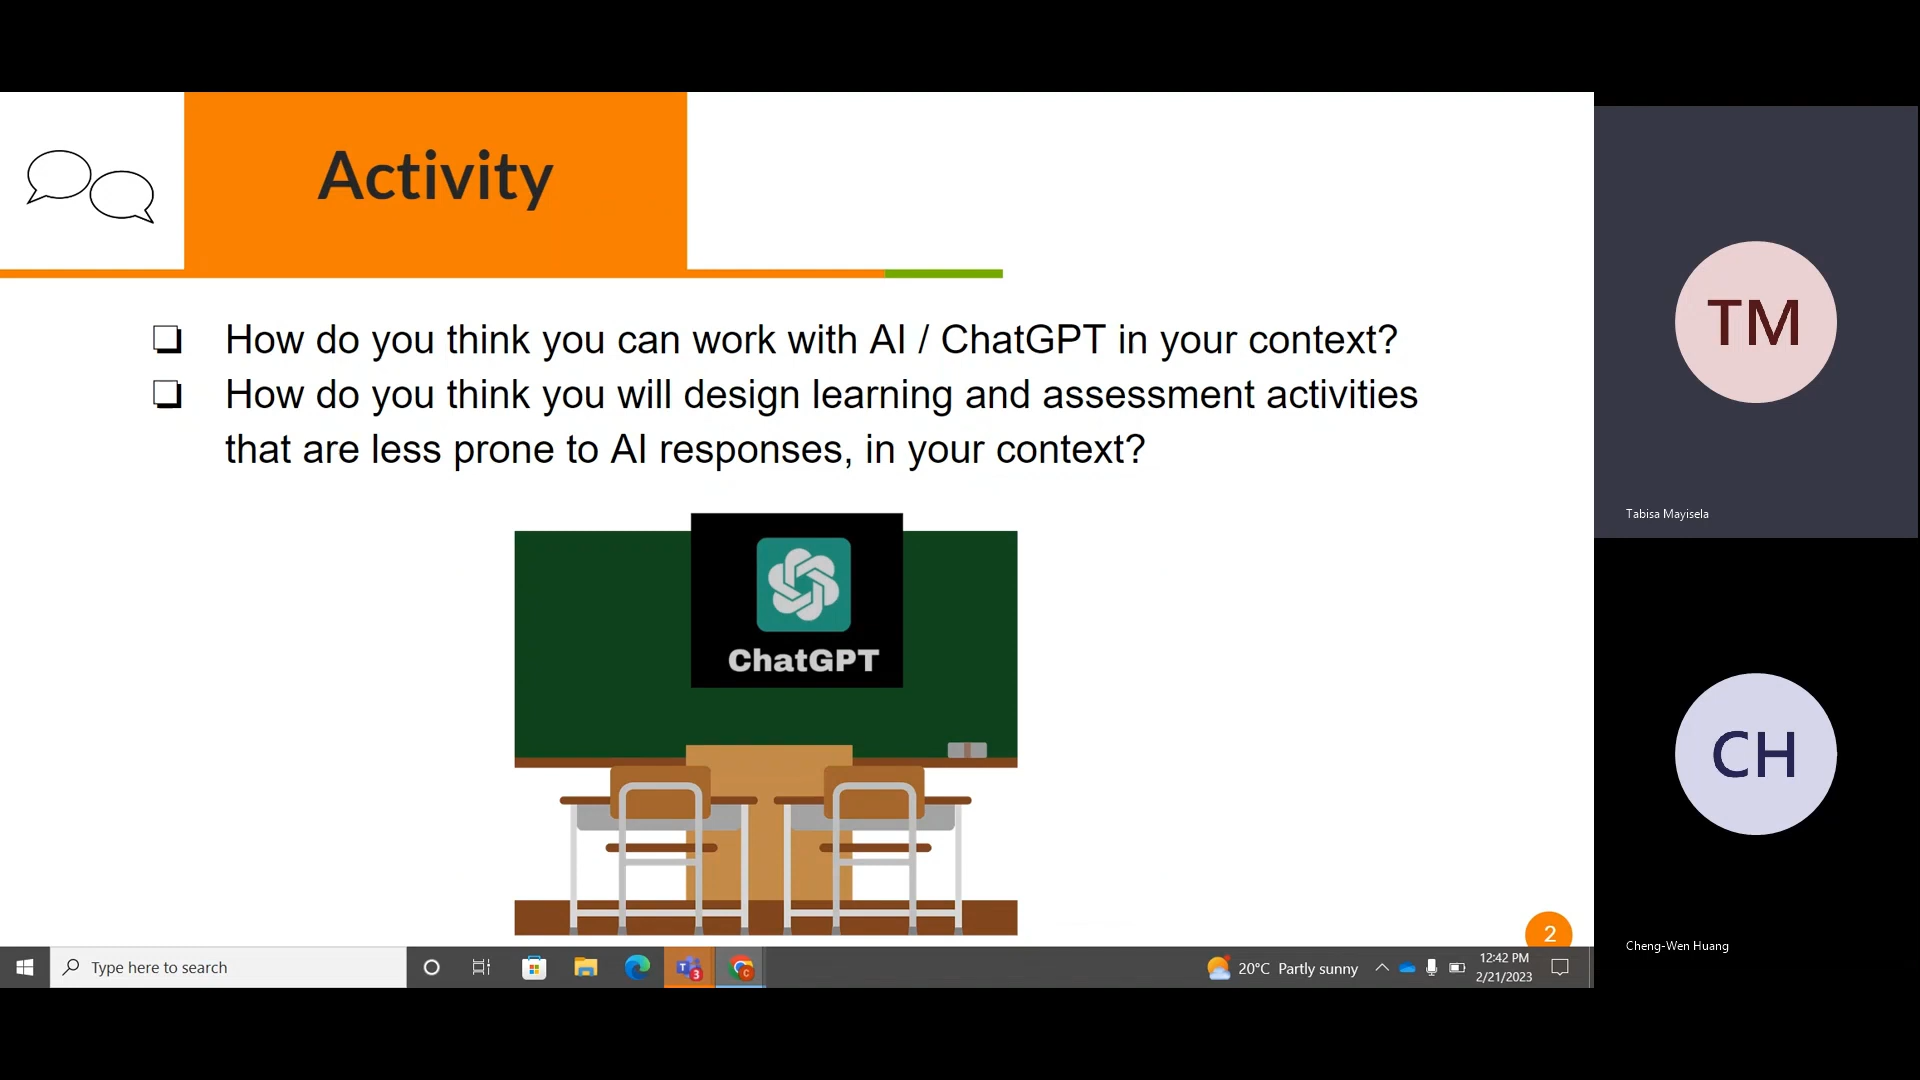 Activity
How do you think you can work with AI / ChatGPT in your context?
How do you think you will design learning and assessment activities
that are less prone to AI responses, in your context?
ChatGPT
2
TM
Tabisa Mayisela
CH
Cheng-Wen Huang
Type here to search
3
C
20°C Partly sunny
12:42 PM
2/21/2023